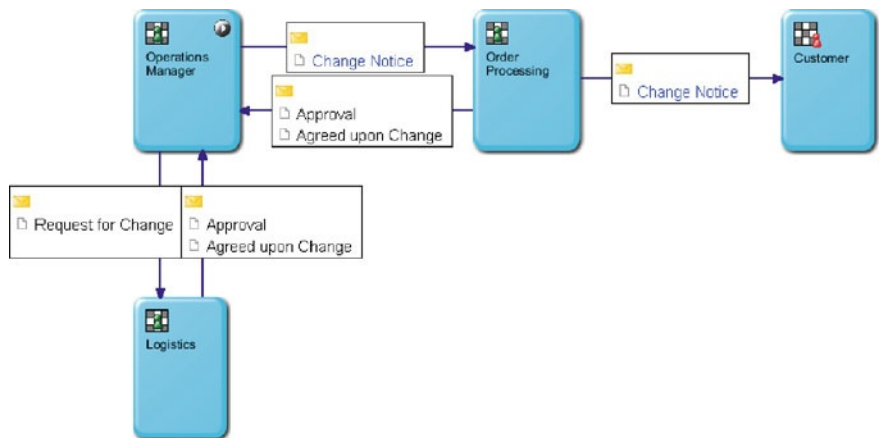 Operations
Manager
Change Notice
Order
Processing
Customer
Change Notice
Approval
Agreed upon Change
Request for Change
Approval
Agreed upon Change
Logistics